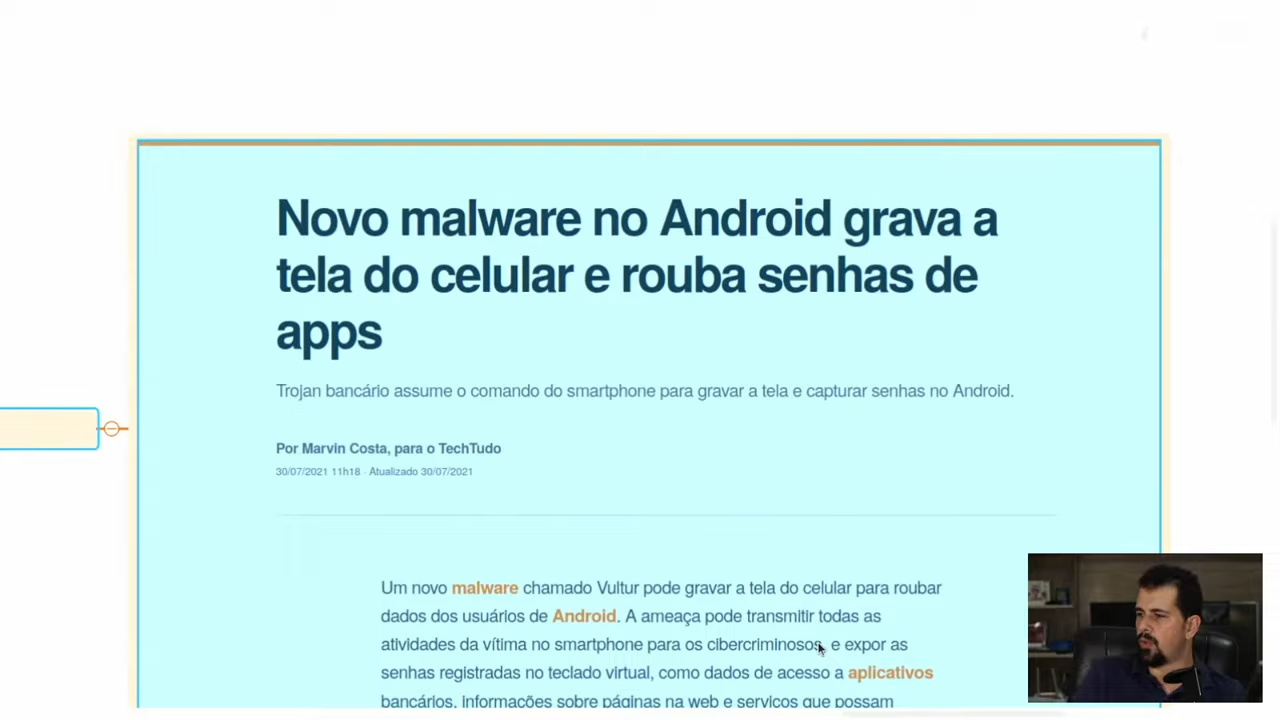 Novo malware no Android grava a
tela do celular e rouba senhas de
apps
Trojan bancário assume o comando do smartphone para gravar a tela e capturar senhas no Android.
Por Marvin Costa, para o TechTudo
30/07/2021 11h18 · Atualizado 30/07/2021
Um novo malware chamado Vultur pode gravar a tela do celular para roubar
dados dos usuários de Android. A ameaça pode transmitir todas as
atividades da vítima no smartphone para os cibercriminosos, e expor as
senhas registradas no teclado virtual, como dados de acesso a aplicativos
bancários, informações sobre páginas na web e serviços que possam